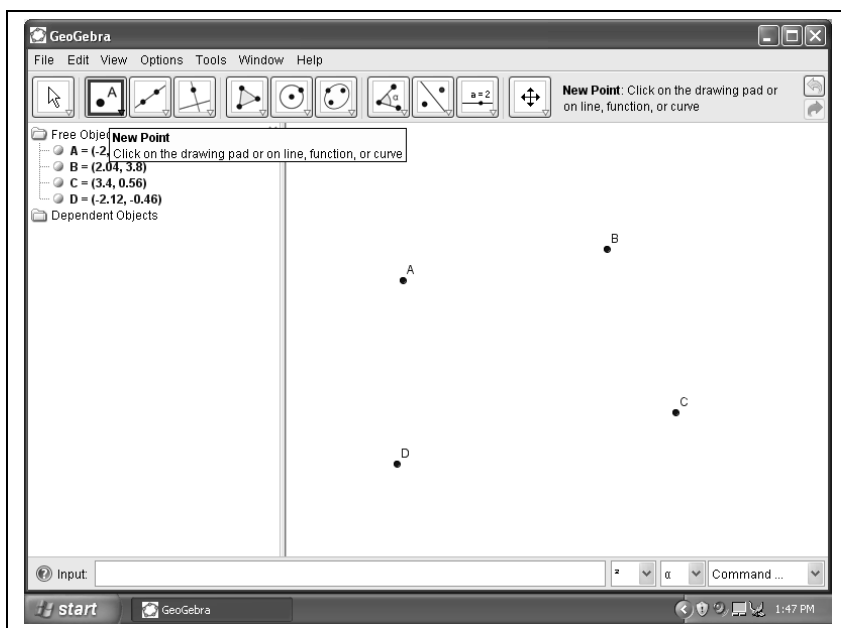 GeoGebra
File Edit View Options Tools Window Help
A
α
a = 2
New Point: Click on the drawing pad or
on line, function, or curve
Free Objec
New Point
Click on the drawing pad or on line, function, or curve
A = (-2,
B = (2.04, 3.8)
C = (3.4, 0.56)
D = (-2.12, -0.46)
Dependent Objects
B
A
C
D
Input:
² α Command ...
start GeoGebra 1:47 PM